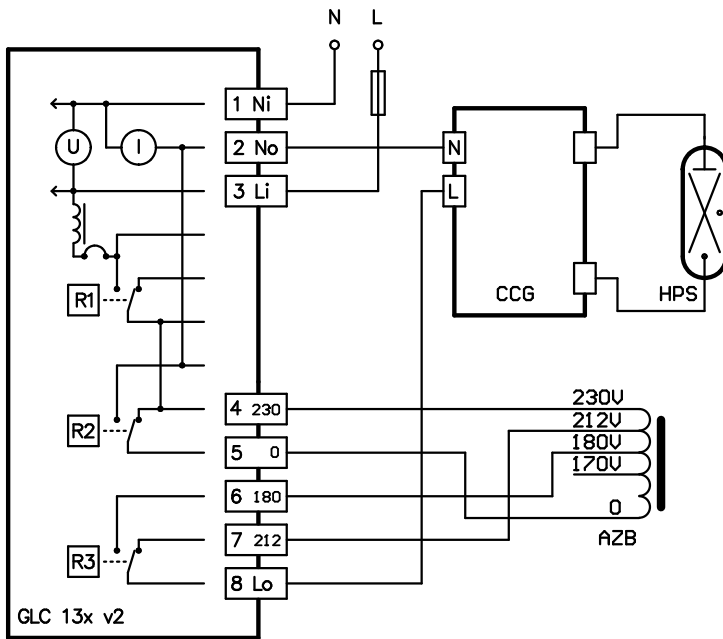 N L
1 Ni
U I
2 No
N
3 Li
L
R1
CCG
HPS
230V
4 230
212V
R2
180V
5 0
170V
6 180
0
AZB
7 212
R3
8 Lo
GLC 13x v2